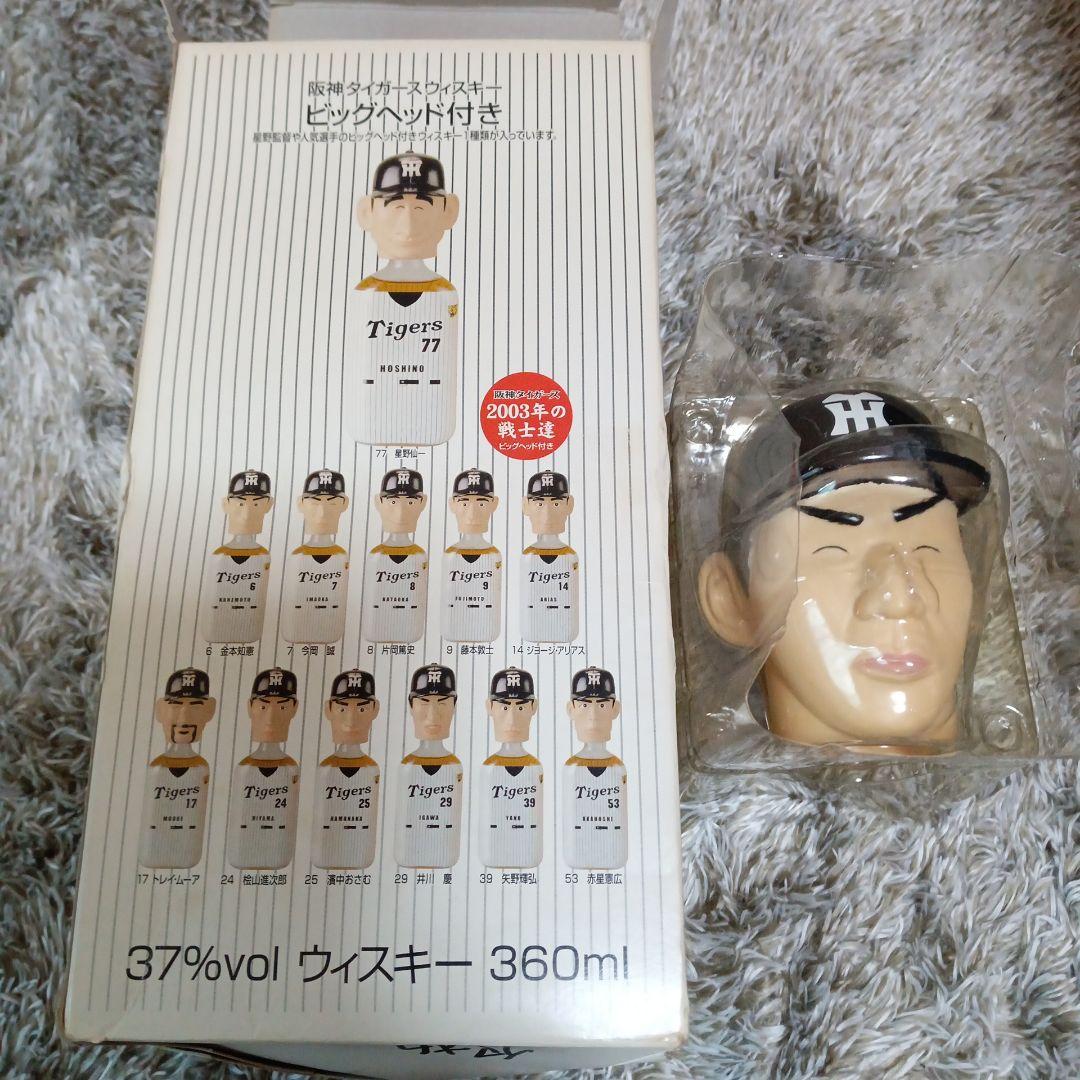 阪神タイガースウィスキー
ビッグヘッド付き
星野監督や人気選手のビッグヘッド付きウィスキー1種類が入っています。
Tigers
77
HOSHINO
阪神タイガース
2003年の
戦士達
ビッグヘッド付き
77 星野仙一
Tigers 6 KANEMOTO
Tigers 7 IMAOKA
Tigers 8 KATAOKA
Tigers 9 FUJIMOTO
Tigers 14 ARIAS
6 金本知憲
7 今岡 誠
8 片岡篤史
9 藤本敦士
14 ジョージ・アリアス
Tigers 17 MOORE
Tigers 24 HIYAMA
Tigers 25 HAMANAKA
Tigers 29 IGAWA
Tigers 39 YANO
Tigers 53 AKAHOSHI
17 トレイ・ムーア
24 桧山進次郎
25 濱中おさむ
29 井川 慶
39 矢野輝弘
53 赤星憲広
37%vol ウィスキー 360ml